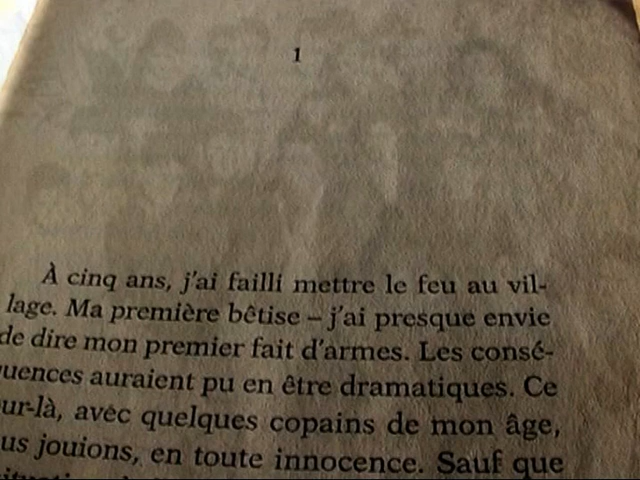 1
À cinq ans, j'ai failli mettre le feu au vil-
lage. Ma première bêtise – j'ai presque envie
de dire mon premier fait d'armes. Les consé-
quences auraient pu en être dramatiques. Ce
ur-là, avec quelques copains de mon âge,
us jouions, en toute innocence. Sauf que